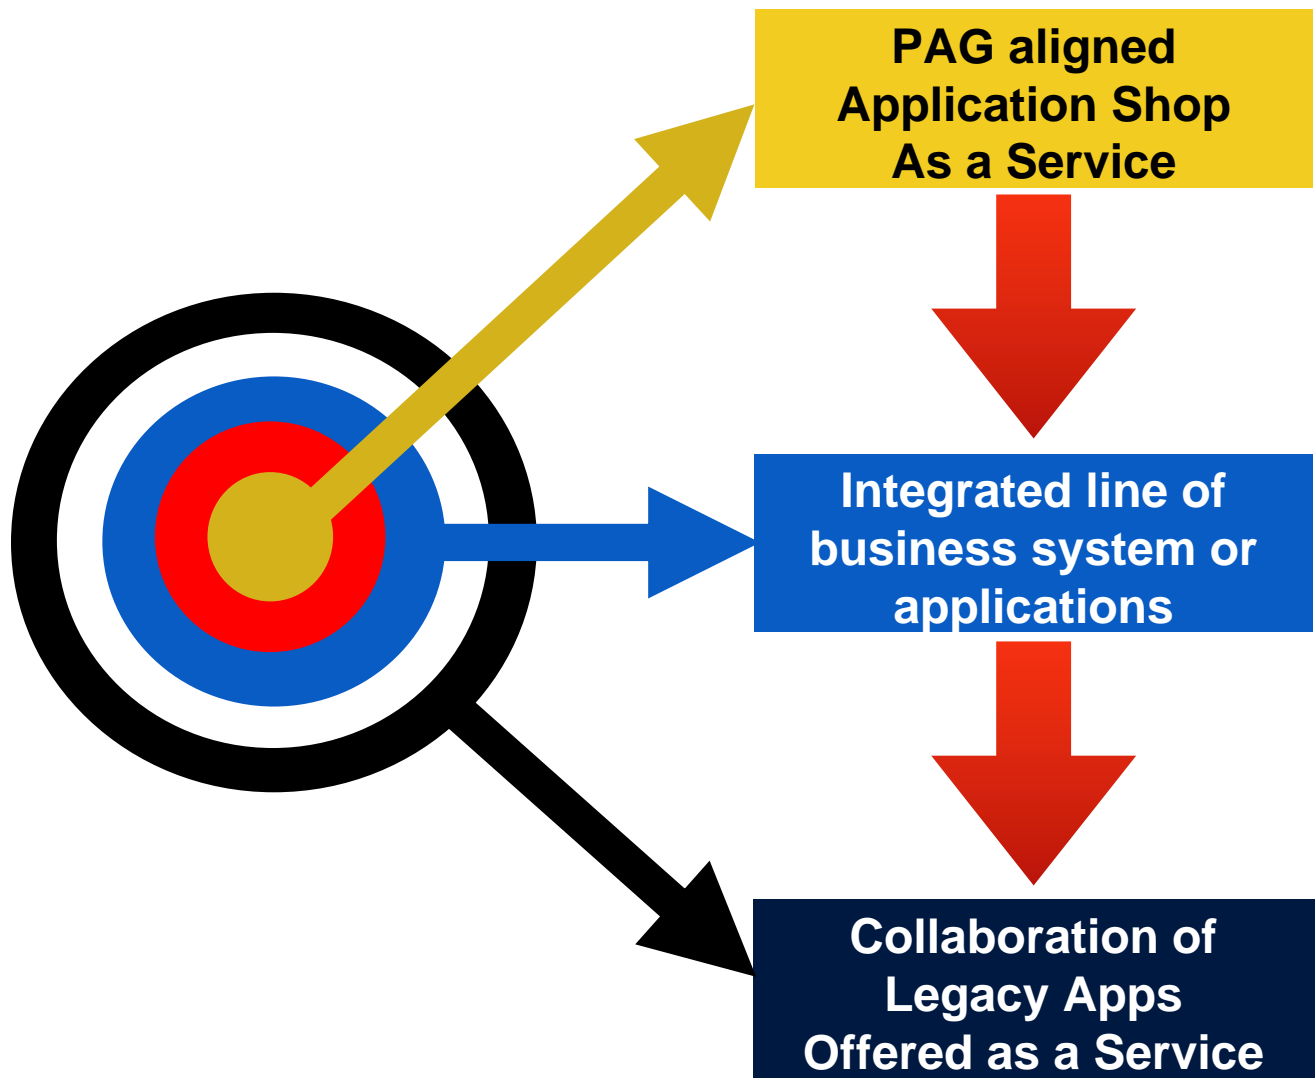 PAG aligned
Application Shop
As a Service
Integrated line of
business system or
applications
Collaboration of
Legacy Apps
Offered as a Service